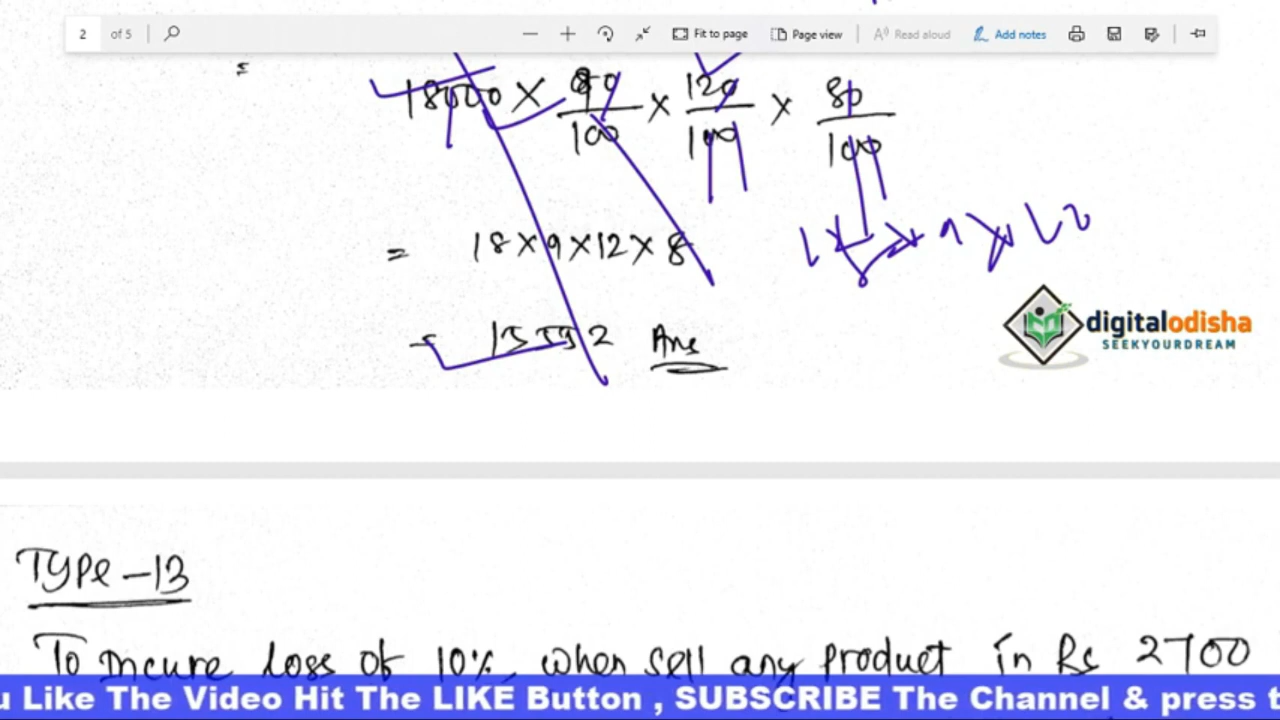 2 of 5 Fit to page Page view Read aloud Add notes
=
18000 × 90/100 × 120/100 × 80/100
= 18×9×12×8
= 15552 Ans
digitalodisha
SEEKYOURDREAM
TYPE-13
To Incure loss of 10%, when sell any product in Rs 2700
u Like The Video Hit The LIKE Button , SUBSCRIBE The Channel & press t